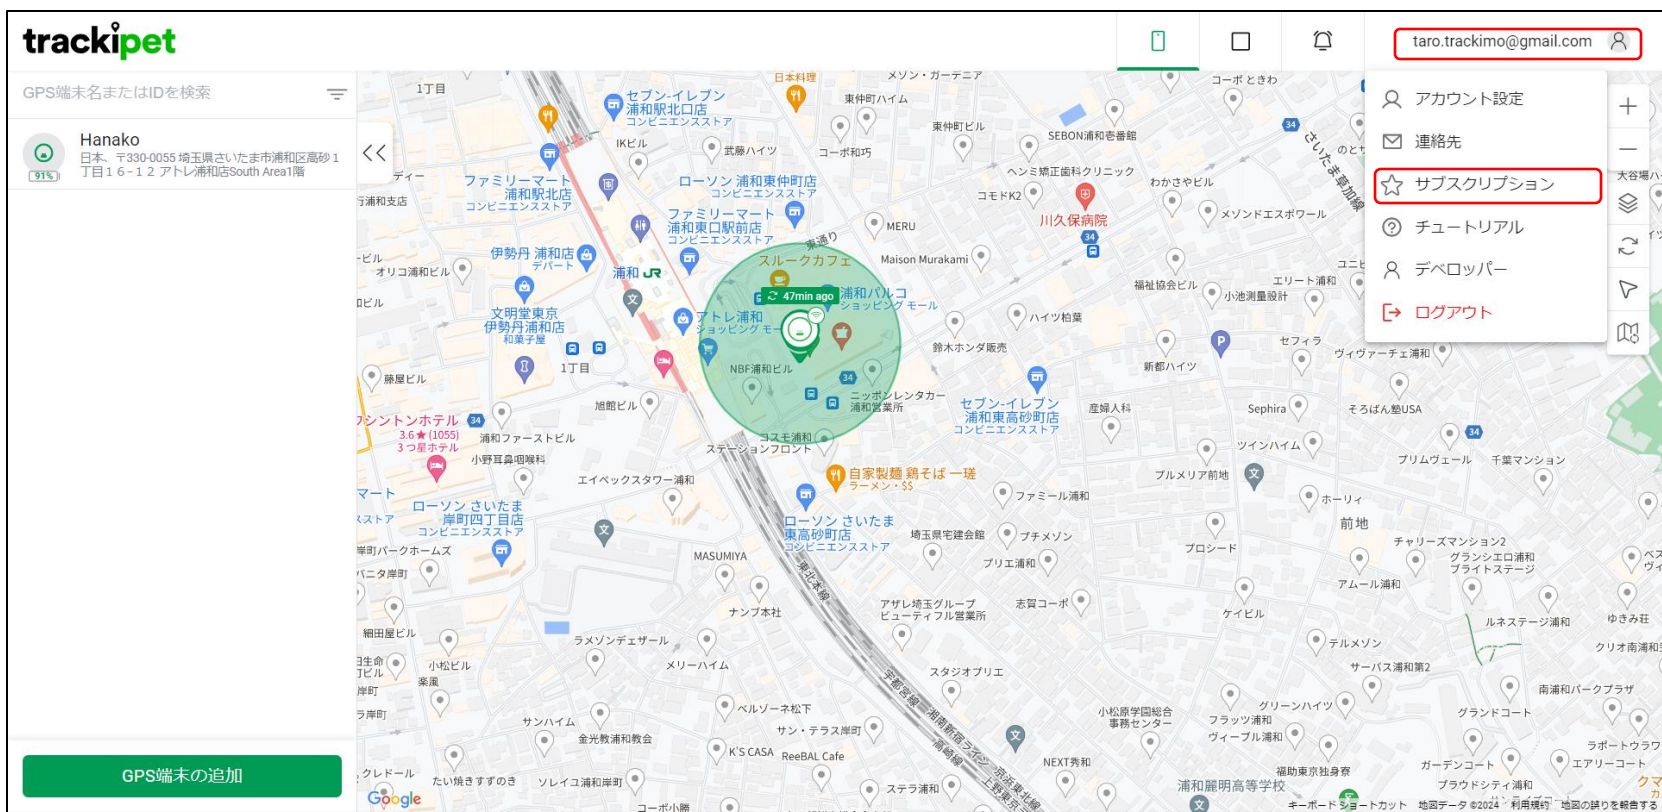 trackipet
taro.trackimo@gmail.com
GPS端末名またはIDを検索
Hanako
日本、〒330-0055 埼玉県さいたま市浦和区高砂1
丁目16-12 アトレ浦和店South Area1階
91%
アカウント設定
連絡先
サブスクリプション
チュートリアル
デベロッパー
ログアウト
GPS端末の追加
1丁目
日本料理
メゾン・ガーデニア
コーポときわ
セブン-イレブン
浦和駅北口店
コンビニエンスストア
東仲町ハイム
IKビル
武藤ハイツ
コーポ和巧
東仲町ビル
SEBON浦和壱番館
34
ファミリーマート
浦和駅北店
コンビニエンスストア
ローソン 浦和東仲町店
コンビニエンスストア
ヘンミ矯正歯科クリニック
コモドK2
わかさやビル
川久保病院
34
メゾンドエスポワール
ファミリーマート
浦和東口駅前店
コンビニエンスストア
MERU
東通り
伊勢丹 浦和店
デパート
オリコ浦和ビル
浦和 JR
スルークカフェ
Maison Murakami
福祉協会ビル
エリート浦和
小池測量設計
47min ago
浦和パルコ
ショッピング モール
文明堂東京
伊勢丹浦和店
和菓子屋
アトレ浦和
ショッピング モー
ハイツ柏葉
鈴木ホンダ販売
セフィラ
ヴィヴァーチェ浦和
新都ハイツ
P
1丁目
NBF浦和ビル
34
藤屋ビル
旭館ビル
ニッポンレンタカー
浦和営業所
セブン-イレブン
浦和東高砂町店
コンビニエンスストア
産婦人科
Sephira
そろばん塾USA
シントンホテル
34
3.6★(1055)
3つ星ホテル
浦和ファーストビル
コスモ浦和
ステーションフロント
ツインハイム
34
小野耳鼻咽喉科
エイペックスタワー浦和
自家製麺 鶏そば 一瑳
ラーメン・$$
プルメリア前地
文
プリムヴェール
千葉マンション
ローソン さいたま
岸町四丁目店
コンビニエンスストア
ファミール浦和
ホーリィ
前地
ローソン さいたま
東高砂町店
コンビニエンスストア
埼玉県宅建会館
プチメゾン
プロシード
チャリーズマンション2
グランシエロ浦和
ブライトステージ
岸町パークホームズ
MASUMIYA
プリエ浦和
アムール浦和
東北本線
ナンブ本社
アザレ埼玉グループ
ビューティフル営業所
志賀コーポ
ケイビル
ルネステージ浦和
ゆきみ荘
細田屋ビル
ラメゾンデェザール
テルメゾン
クリオ南浦和
小松ビル
楽風
メリーハイム
スタジオプリエ
サーパス浦和第2
南浦和パークプラザ
宇都宮線
湘南新宿ライン
高崎線
上野東京
京浜東北
サンハイム
ベルゾーネ松下
サン・テラス岸町
小松原学園総合
事務センター
グリーンハイツ
フラッツ浦和
ヴィーブル浦和
グランドコート
金光教浦和教会
K'S CASA
ReeBAL Cafe
文
NEXT秀和
ラポートウラワ
クレドール
たい焼きすずのき
ソレイユ浦和岸町
ステラ浦和
浦和麗明高等学校
福助東京独身寮
ガーデンコート
エアリーコート
プラウドシティ浦和
コーポ小勝
Google
キーボード ショートカット
地図データ ©2024
利用規約
地図の誤りを報告する